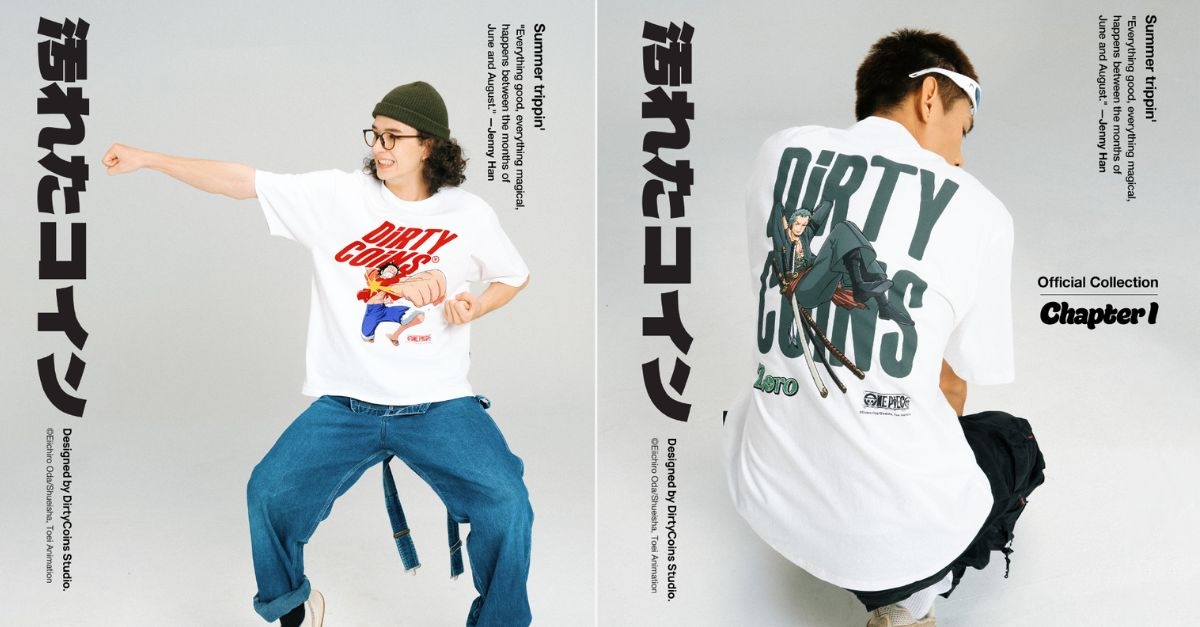 汚れたコイン
Summer trippin'
"Everything good, everything magical,
happens between the months of
June and August." —Jenny Han
DiRTY
COiNS®
ONE PIECE
Designed by DirtyCoins Studio.
©Eiichiro Oda/Shueisha, Toei Animation
汚れたコイン
Summer trippin'
"Everything good, everything magical,
happens between the months of
June and August." —Jenny Han
DiRTY
COiNS
Zoro
ONE PIECE
Official Collection
Chapter 1
Designed by DirtyCoins Studio.
©Eiichiro Oda/Shueisha, Toei Animation